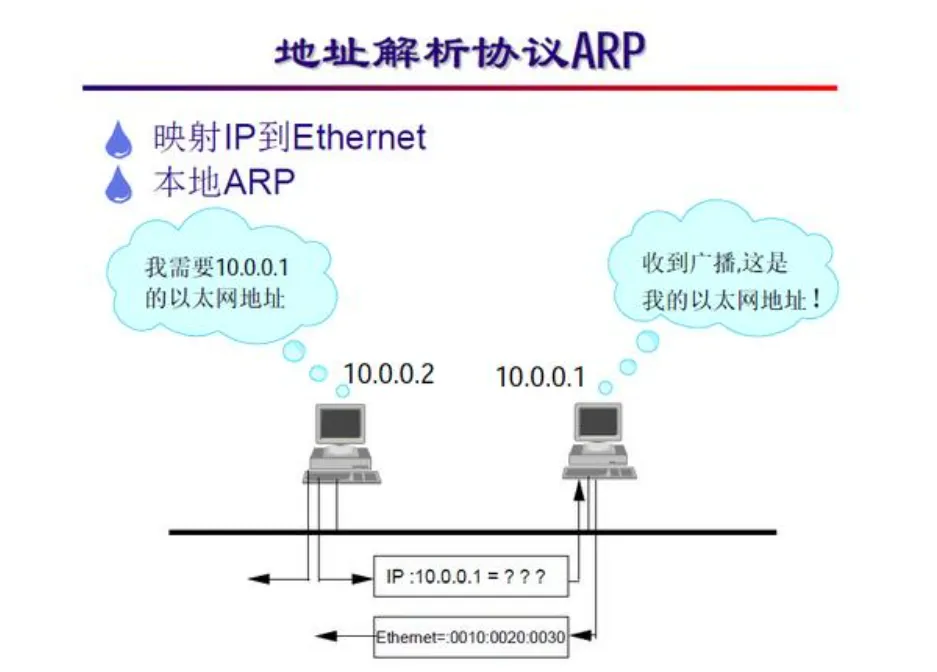 地址解析协议ARP
映射IP到Ethernet
本地ARP
我需要10.0.0.1
的以太网地址
收到广播,这是
我的以太网地址！
10.0.0.2
10.0.0.1
IP :10.0.0.1 = ? ? ?
Ethernet=:0010:0020:0030